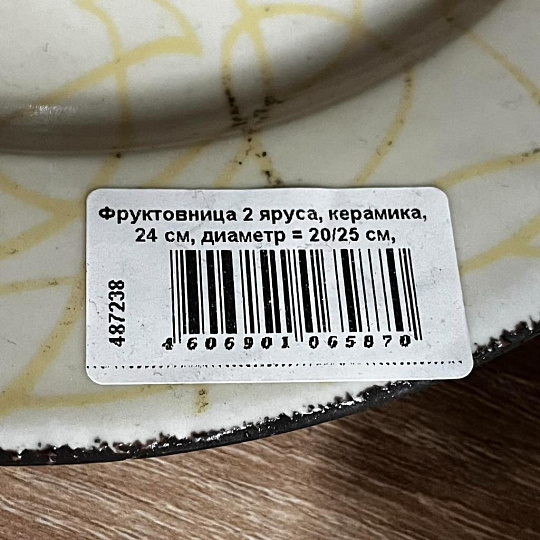 Фруктовница 2 яруса, керамика,
24 см, диаметр = 20/25 см,
487238
4 606901 065870